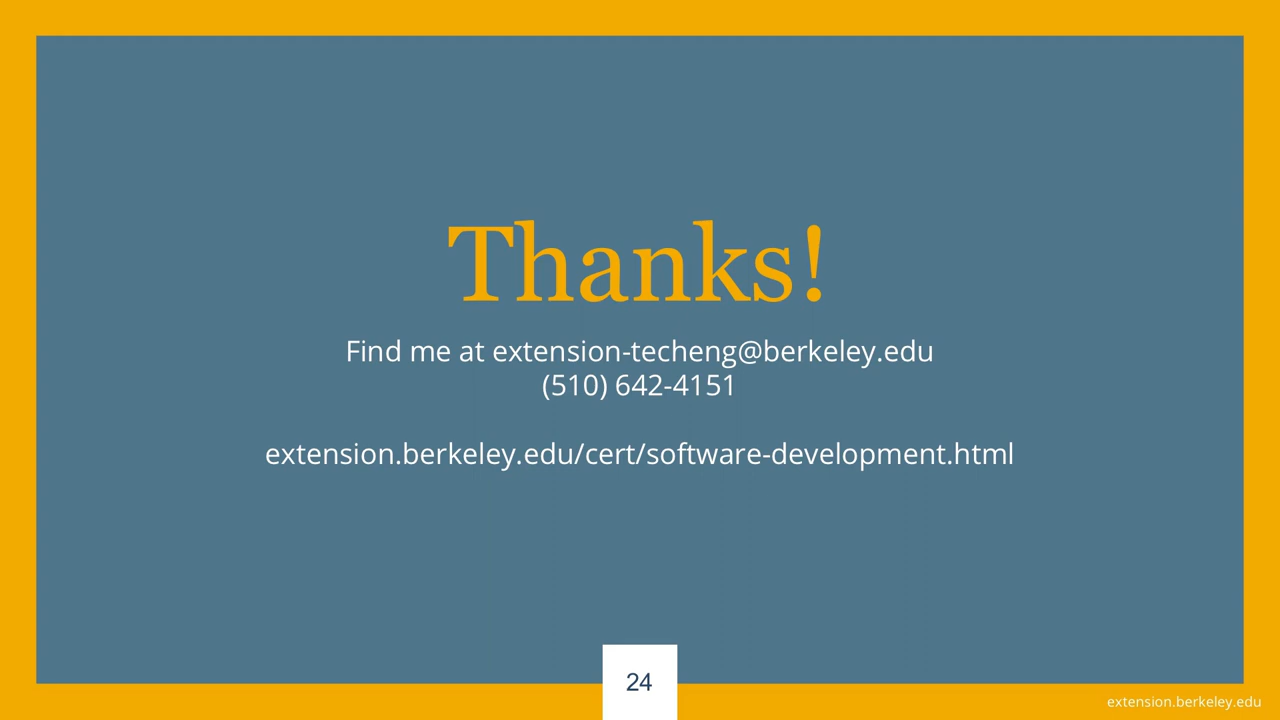 Thanks!
Find me at extension-techeng@berkeley.edu
(510) 642-4151
extension.berkeley.edu/cert/software-development.html
24
extension.berkeley.edu